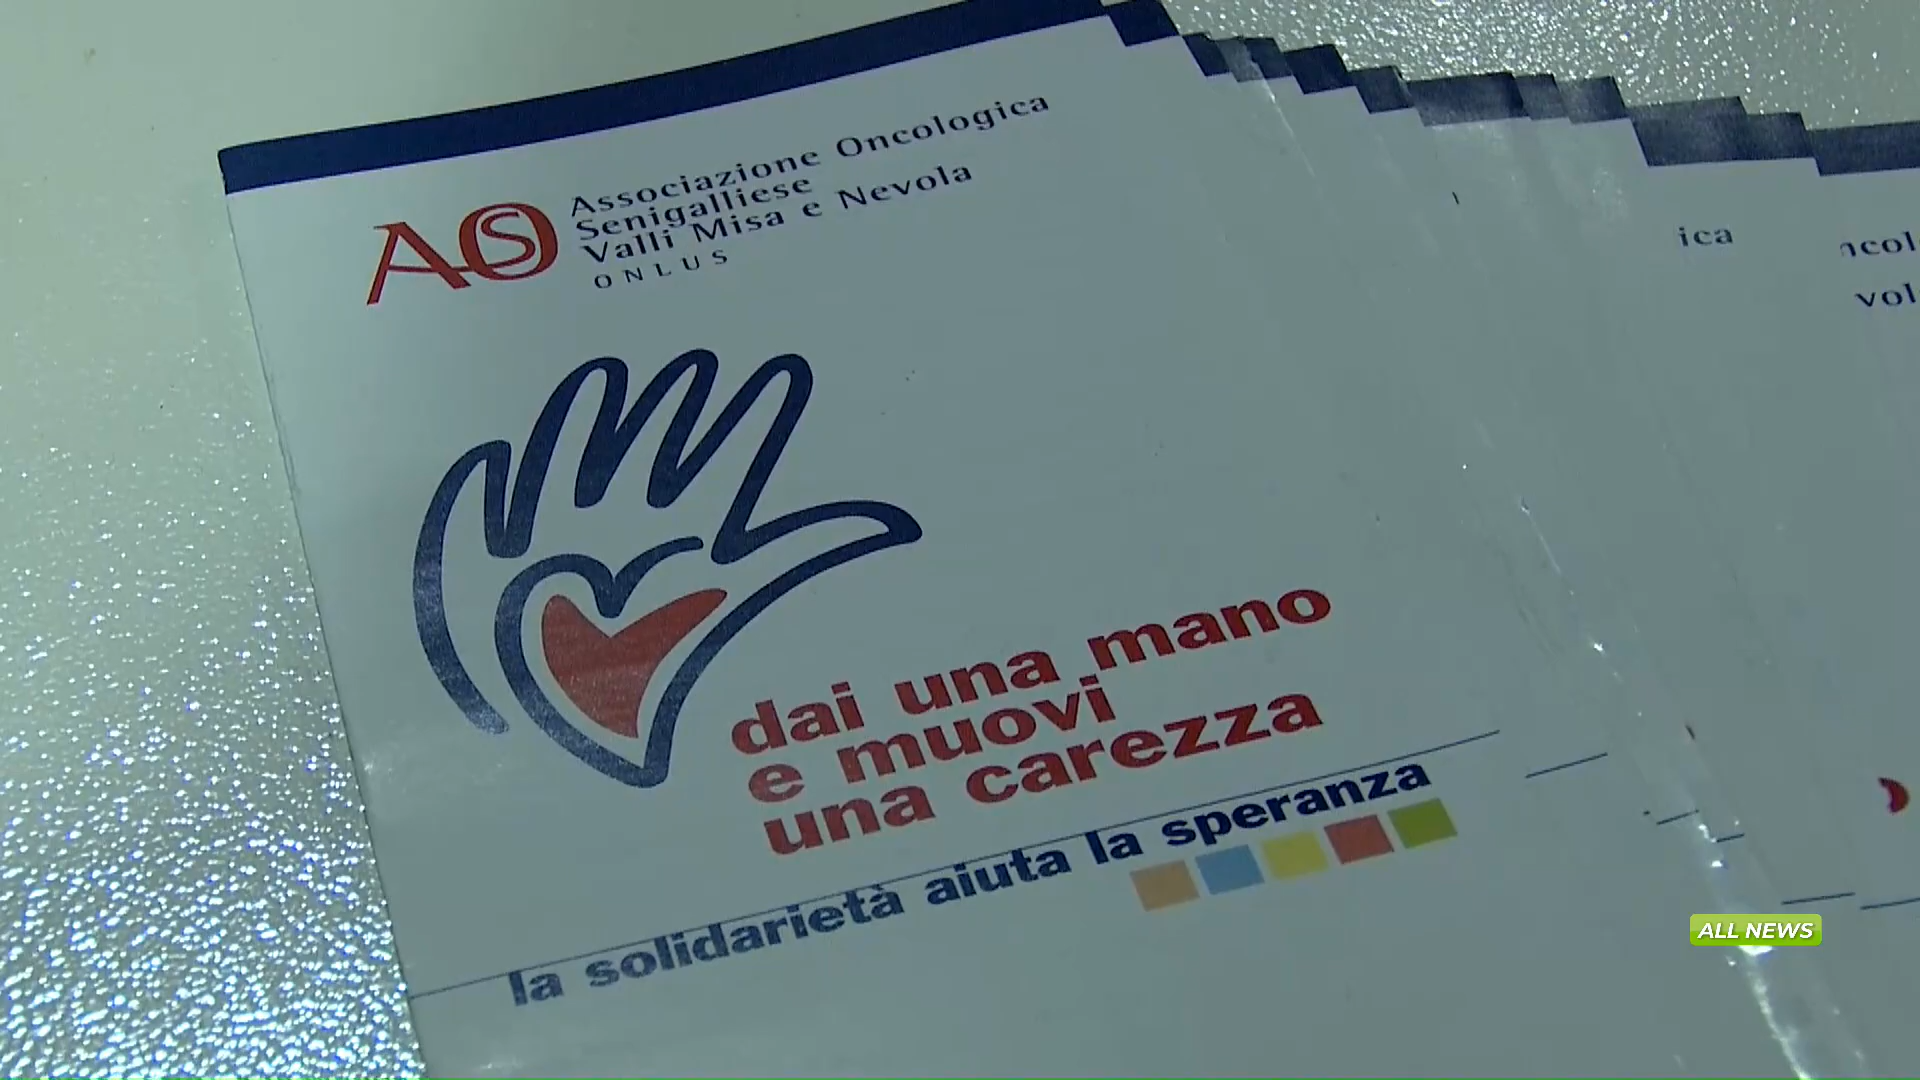 AOS
Associazione Oncologica
Senigalliese
Valli Misa e Nevola
ONLUS
dai una mano
e muovi
una carezza
la solidarietà aiuta la speranza
ica
ncol
vol
ALL NEWS